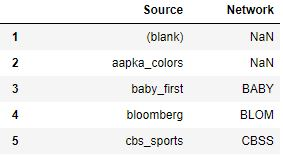 Source Network
1 (blank) NaN
2 aapka_colors NaN
3 baby_first BABY
4 bloomberg BLOM
5 cbs_sports CBSS